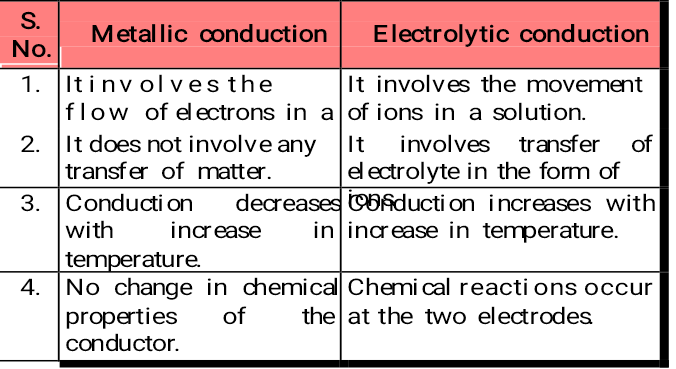 S. No. Metallic conduction Electrolytic conduction
1. It involves the
flow of electrons in a
It involves the movement
of ions in a solution.
2. It does not involve any
transfer of matter.
It involves transfer of
electrolyte in the form of
ions
3. Conduction decreases
with increase in
temperature.
Conduction increases with
increase in temperature.
4. No change in chemical
properties of the
conductor.
Chemical reactions occur
at the two electrodes.